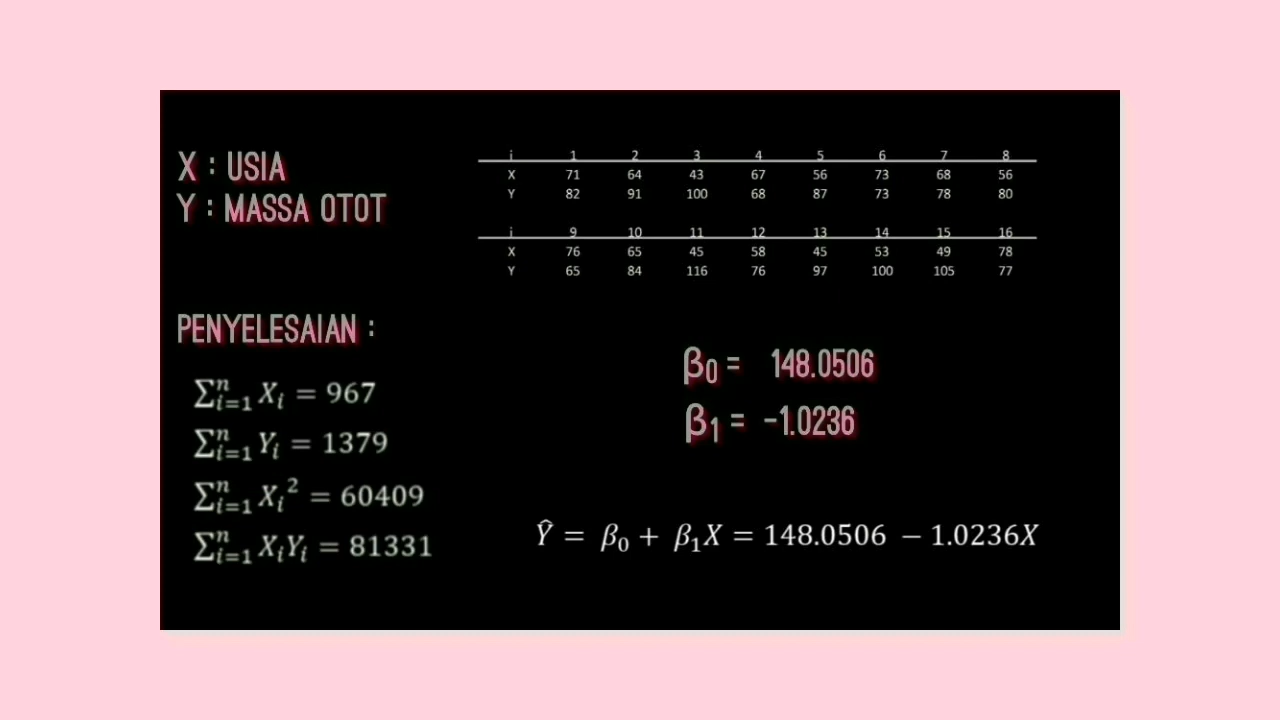 X : USIA
Y : MASSA OTOT
i 1 2 3 4 5 6 7 8
X 71 64 43 67 56 73 68 56
Y 82 91 100 68 87 73 78 80
i 9 10 11 12 13 14 15 16
X 76 65 45 58 45 53 49 78
Y 65 84 116 76 97 100 105 77
PENYELESAIAN :
∑ⁿᵢ₌₁ Xᵢ = 967
∑ⁿᵢ₌₁ Yᵢ = 1379
∑ⁿᵢ₌₁ Xᵢ² = 60409
∑ⁿᵢ₌₁ XᵢYᵢ = 81331
β₀ = 148.0506
β₁ = -1.0236
Ŷ = β₀ + β₁X = 148.0506 − 1.0236X